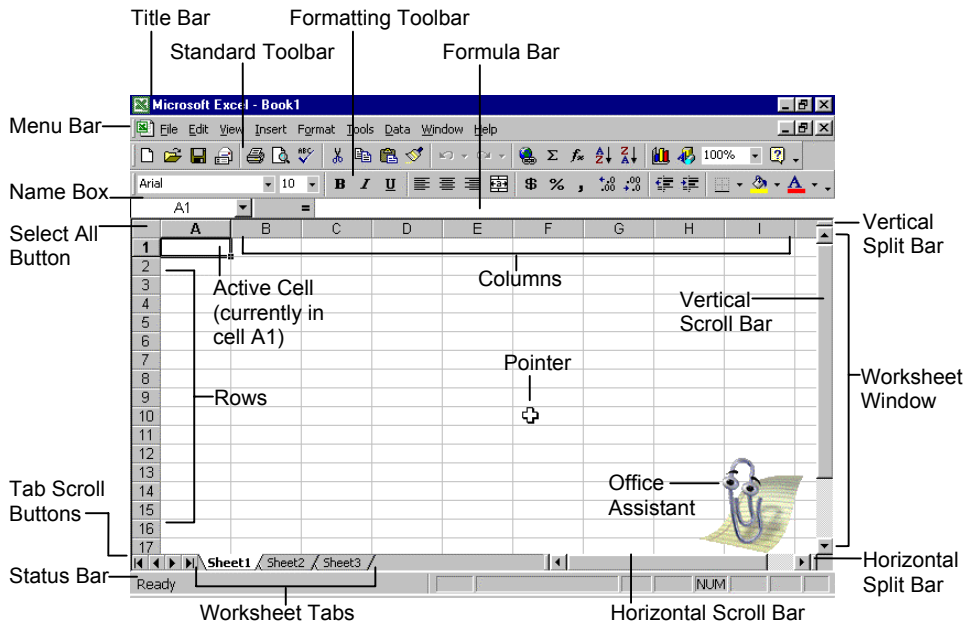 Title Bar
Formatting Toolbar
Standard Toolbar
Formula Bar
Microsoft Excel - Book1
Menu Bar
File Edit View Insert Format Tools Data Window Help
ABC
100%
Name Box
Arial
10
B I U
$ % ,
A1
=
Select All
Button
A B C D E F G H I
Vertical
Split Bar
1
2
3
4
5
6
7
8
9
10
11
12
13
14
15
16
17
Columns
Active Cell
(currently in
cell A1)
Vertical
Scroll Bar
Pointer
Worksheet
Window
Rows
Office
Assistant
Tab Scroll
Buttons
Sheet1 Sheet2 Sheet3
Horizontal
Split Bar
Status Bar
Ready
NUM
Worksheet Tabs
Horizontal Scroll Bar